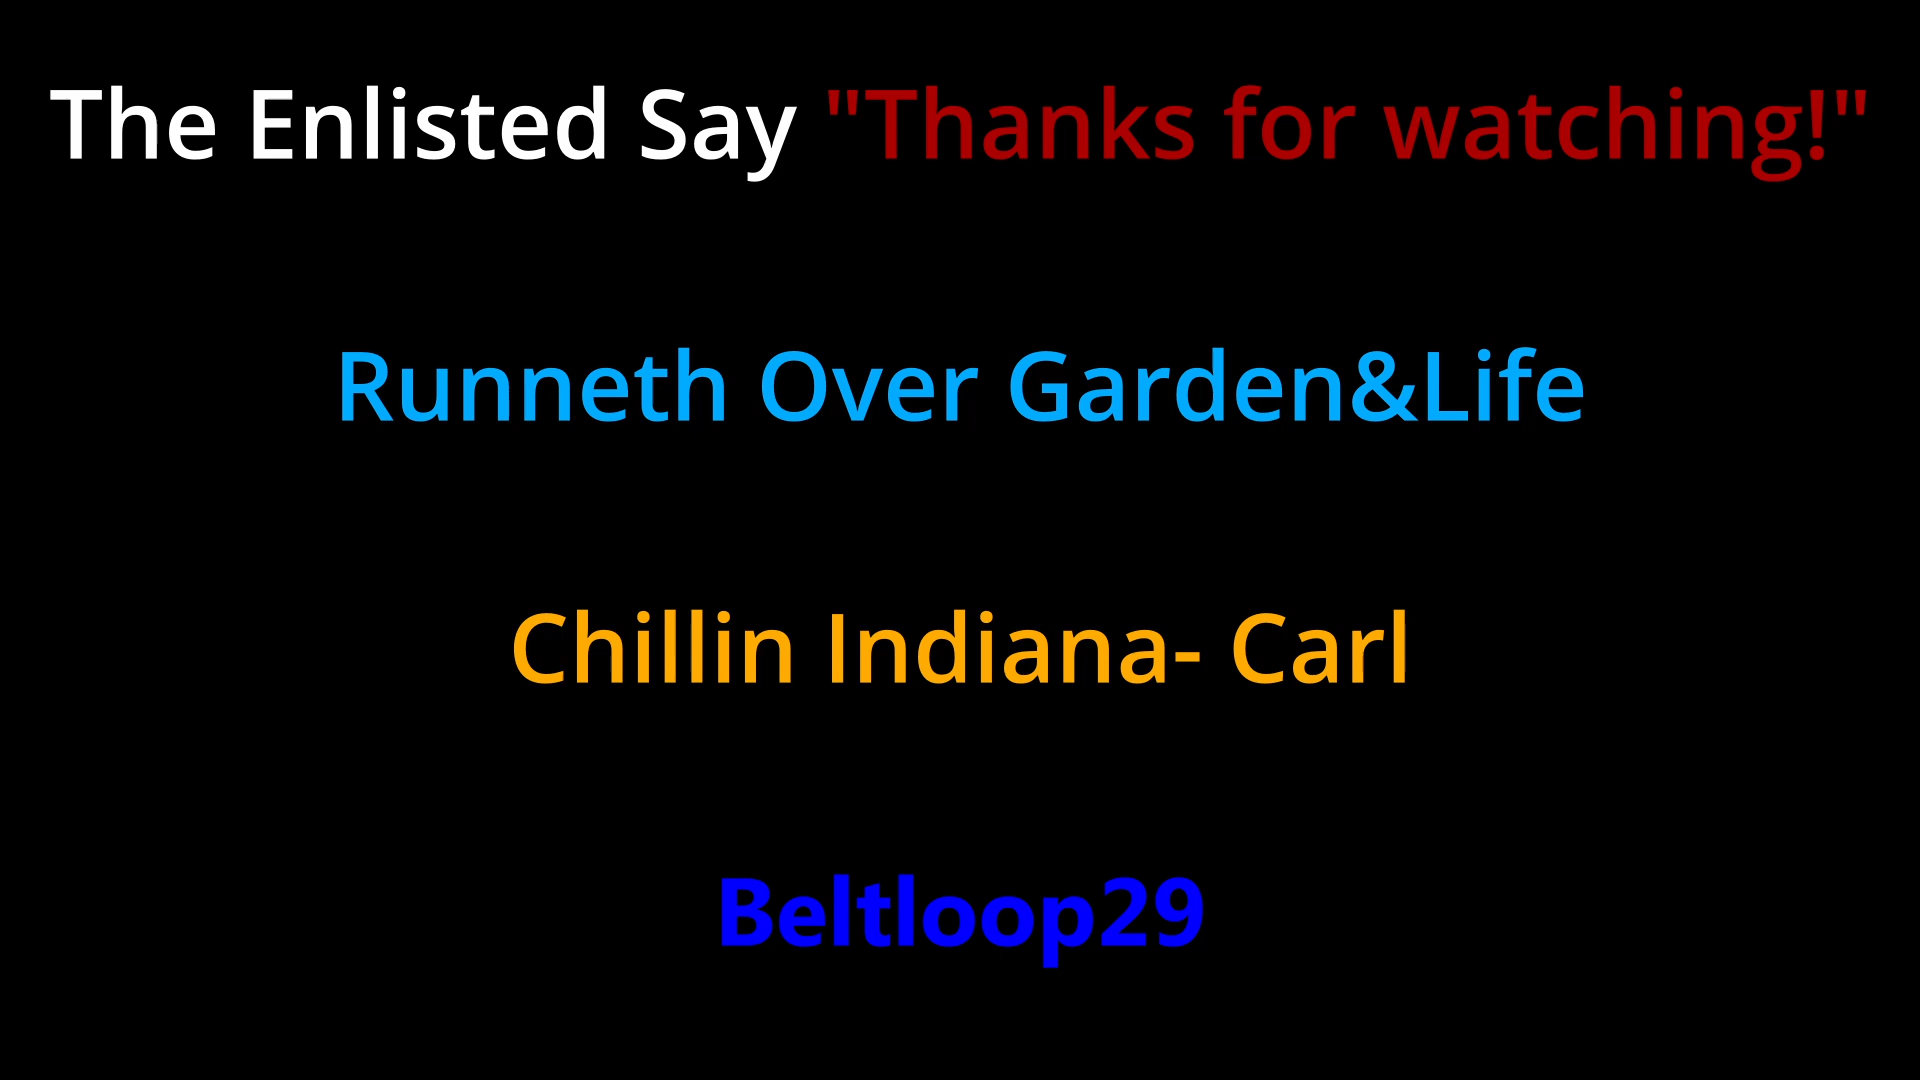 The Enlisted Say "Thanks for watching!"
Runneth Over Garden&Life
Chillin Indiana- Carl
Beltloop29